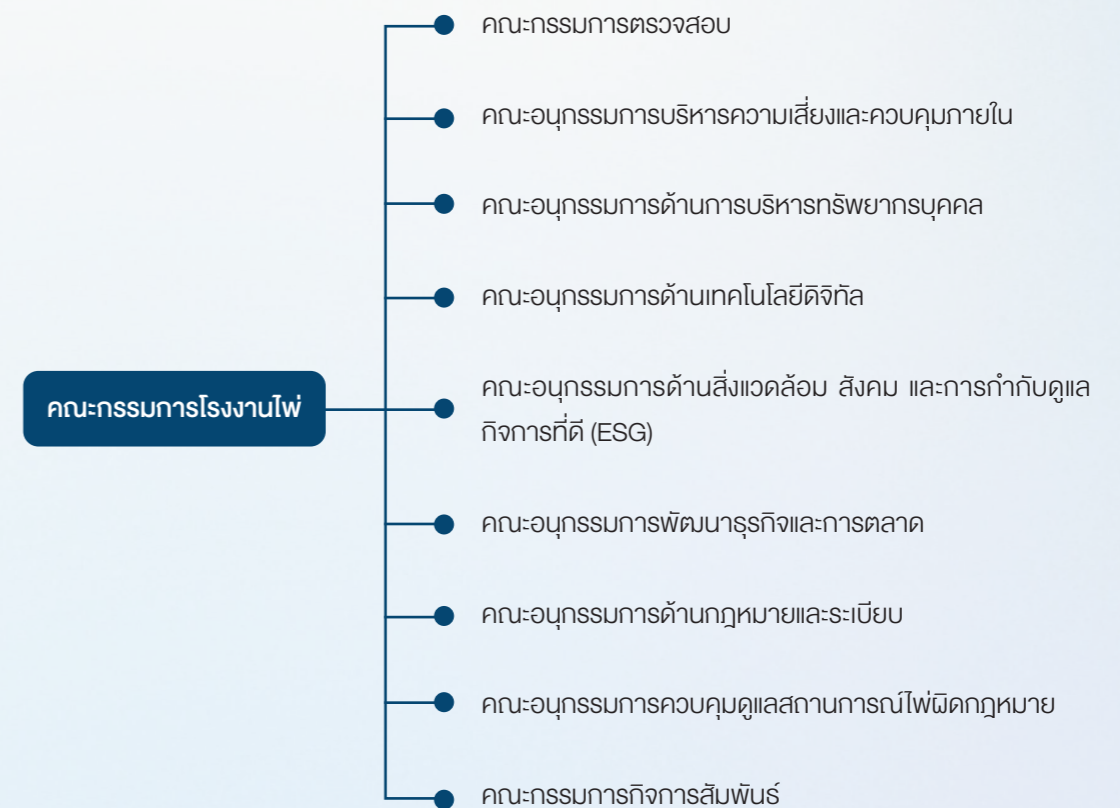 คณะกรรมการตรวจสอบ
คณะอนุกรรมการบริหารความเสี่ยงและควบคุมภายใน
คณะอนุกรรมการด้านการบริหารทรัพยากรบุคคล
คณะอนุกรรมการด้านเทคโนโลยีดิจิทัล
คณะกรรมการโรงงานไพ่
คณะอนุกรรมการด้านสิ่งแวดล้อม สังคม และการกำกับดูแล
กิจการที่ดี (ESG)
คณะอนุกรรมการพัฒนาธุรกิจและการตลาด
คณะอนุกรรมการด้านกฎหมายและระเบียบ
คณะอนุกรรมการควบคุมดูแลสถานการณ์ไพ่ผิดกฎหมาย
คณะกรรมการกิจการสัมพันธ์